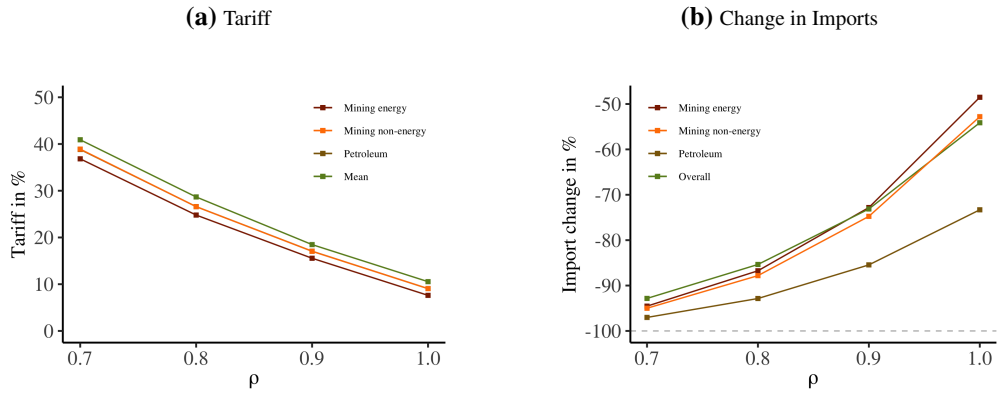 (a) Tariff
Tariff in %
50
40
30
20
10
0
Mining energy
Mining non-energy
Petroleum
Mean
0.7 0.8 0.9 1.0
ρ
(b) Change in Imports
Import change in %
-50
-60
-70
-80
-90
-100
Mining energy
Mining non-energy
Petroleum
Overall
0.7 0.8 0.9 1.0
ρ